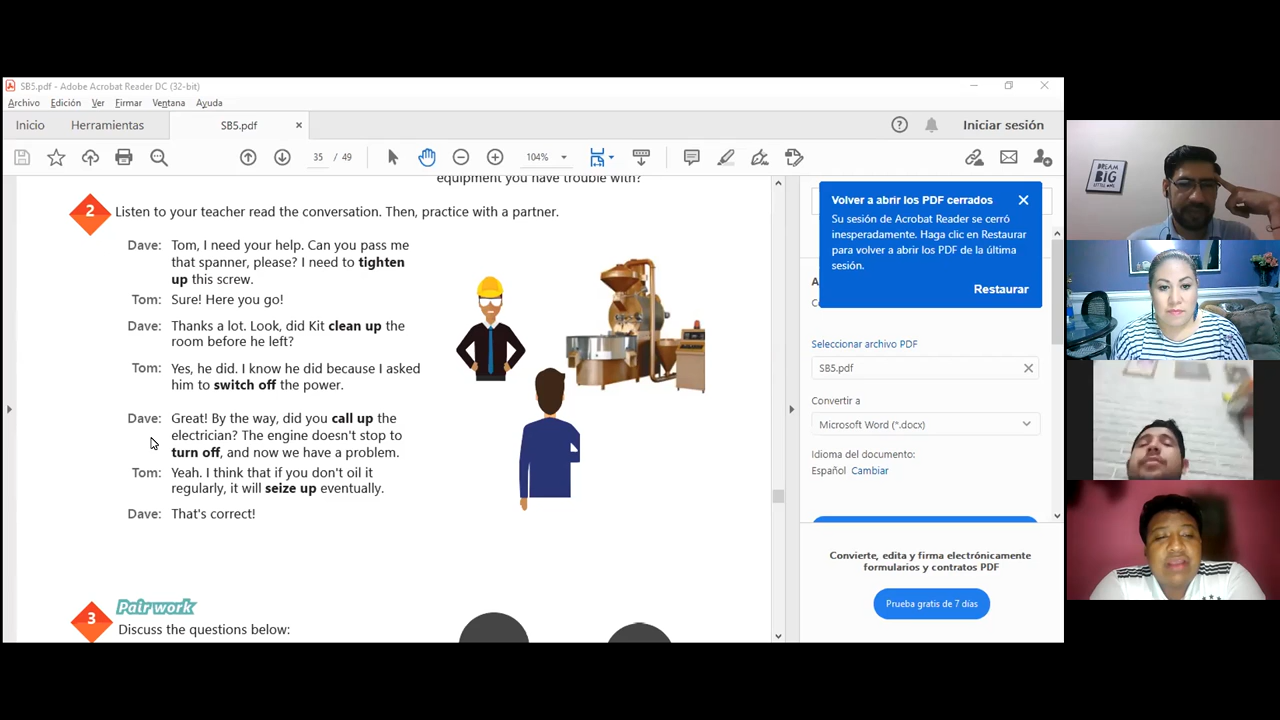 SB5.pdf - Adobe Acrobat Reader DC (32-bit)
Archivo Edición Ver Firmar Ventana Ayuda
Inicio Herramientas SB5.pdf Iniciar sesión
35 / 49 104%
equipment you have trouble with?
2 Listen to your teacher read the conversation. Then, practice with a partner.
Dave: Tom, I need your help. Can you pass me
that spanner, please? I need to tighten
up this screw.
Tom: Sure! Here you go!
Dave: Thanks a lot. Look, did Kit clean up the
room before he left?
Tom: Yes, he did. I know he did because I asked
him to switch off the power.
Dave: Great! By the way, did you call up the
electrician? The engine doesn't stop to
turn off, and now we have a problem.
Tom: Yeah. I think that if you don't oil it
regularly, it will seize up eventually.
Dave: That's correct!
3 Pair work
Discuss the questions below:
Volver a abrir los PDF cerrados
Su sesión de Acrobat Reader se cerró
inesperadamente. Haga clic en Restaurar
para volver a abrir los PDF de la última
sesión.
Restaurar
Seleccionar archivo PDF
SB5.pdf
Convertir a
Microsoft Word (*.docx)
Idioma del documento:
Español Cambiar
Convierte, edita y firma electrónicamente
formularios y contratos PDF
Prueba gratis de 7 días
DREAM
BIG